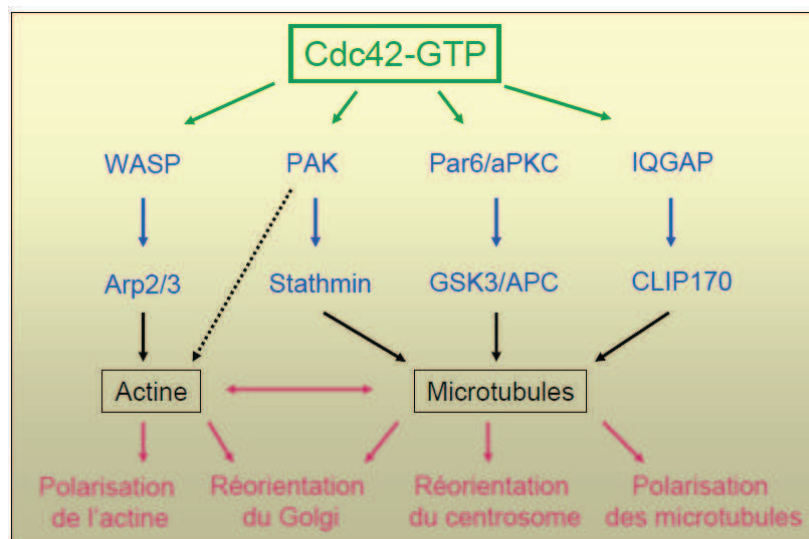 Cdc42-GTP
WASP PAK Par6/aPKC IQGAP
Arp2/3 Stathmin GSK3/APC CLIP170
Actine Microtubules
Polarisation Réorientation Réorientation Polarisation
de l'actine du Golgi du centrosome des microtubules